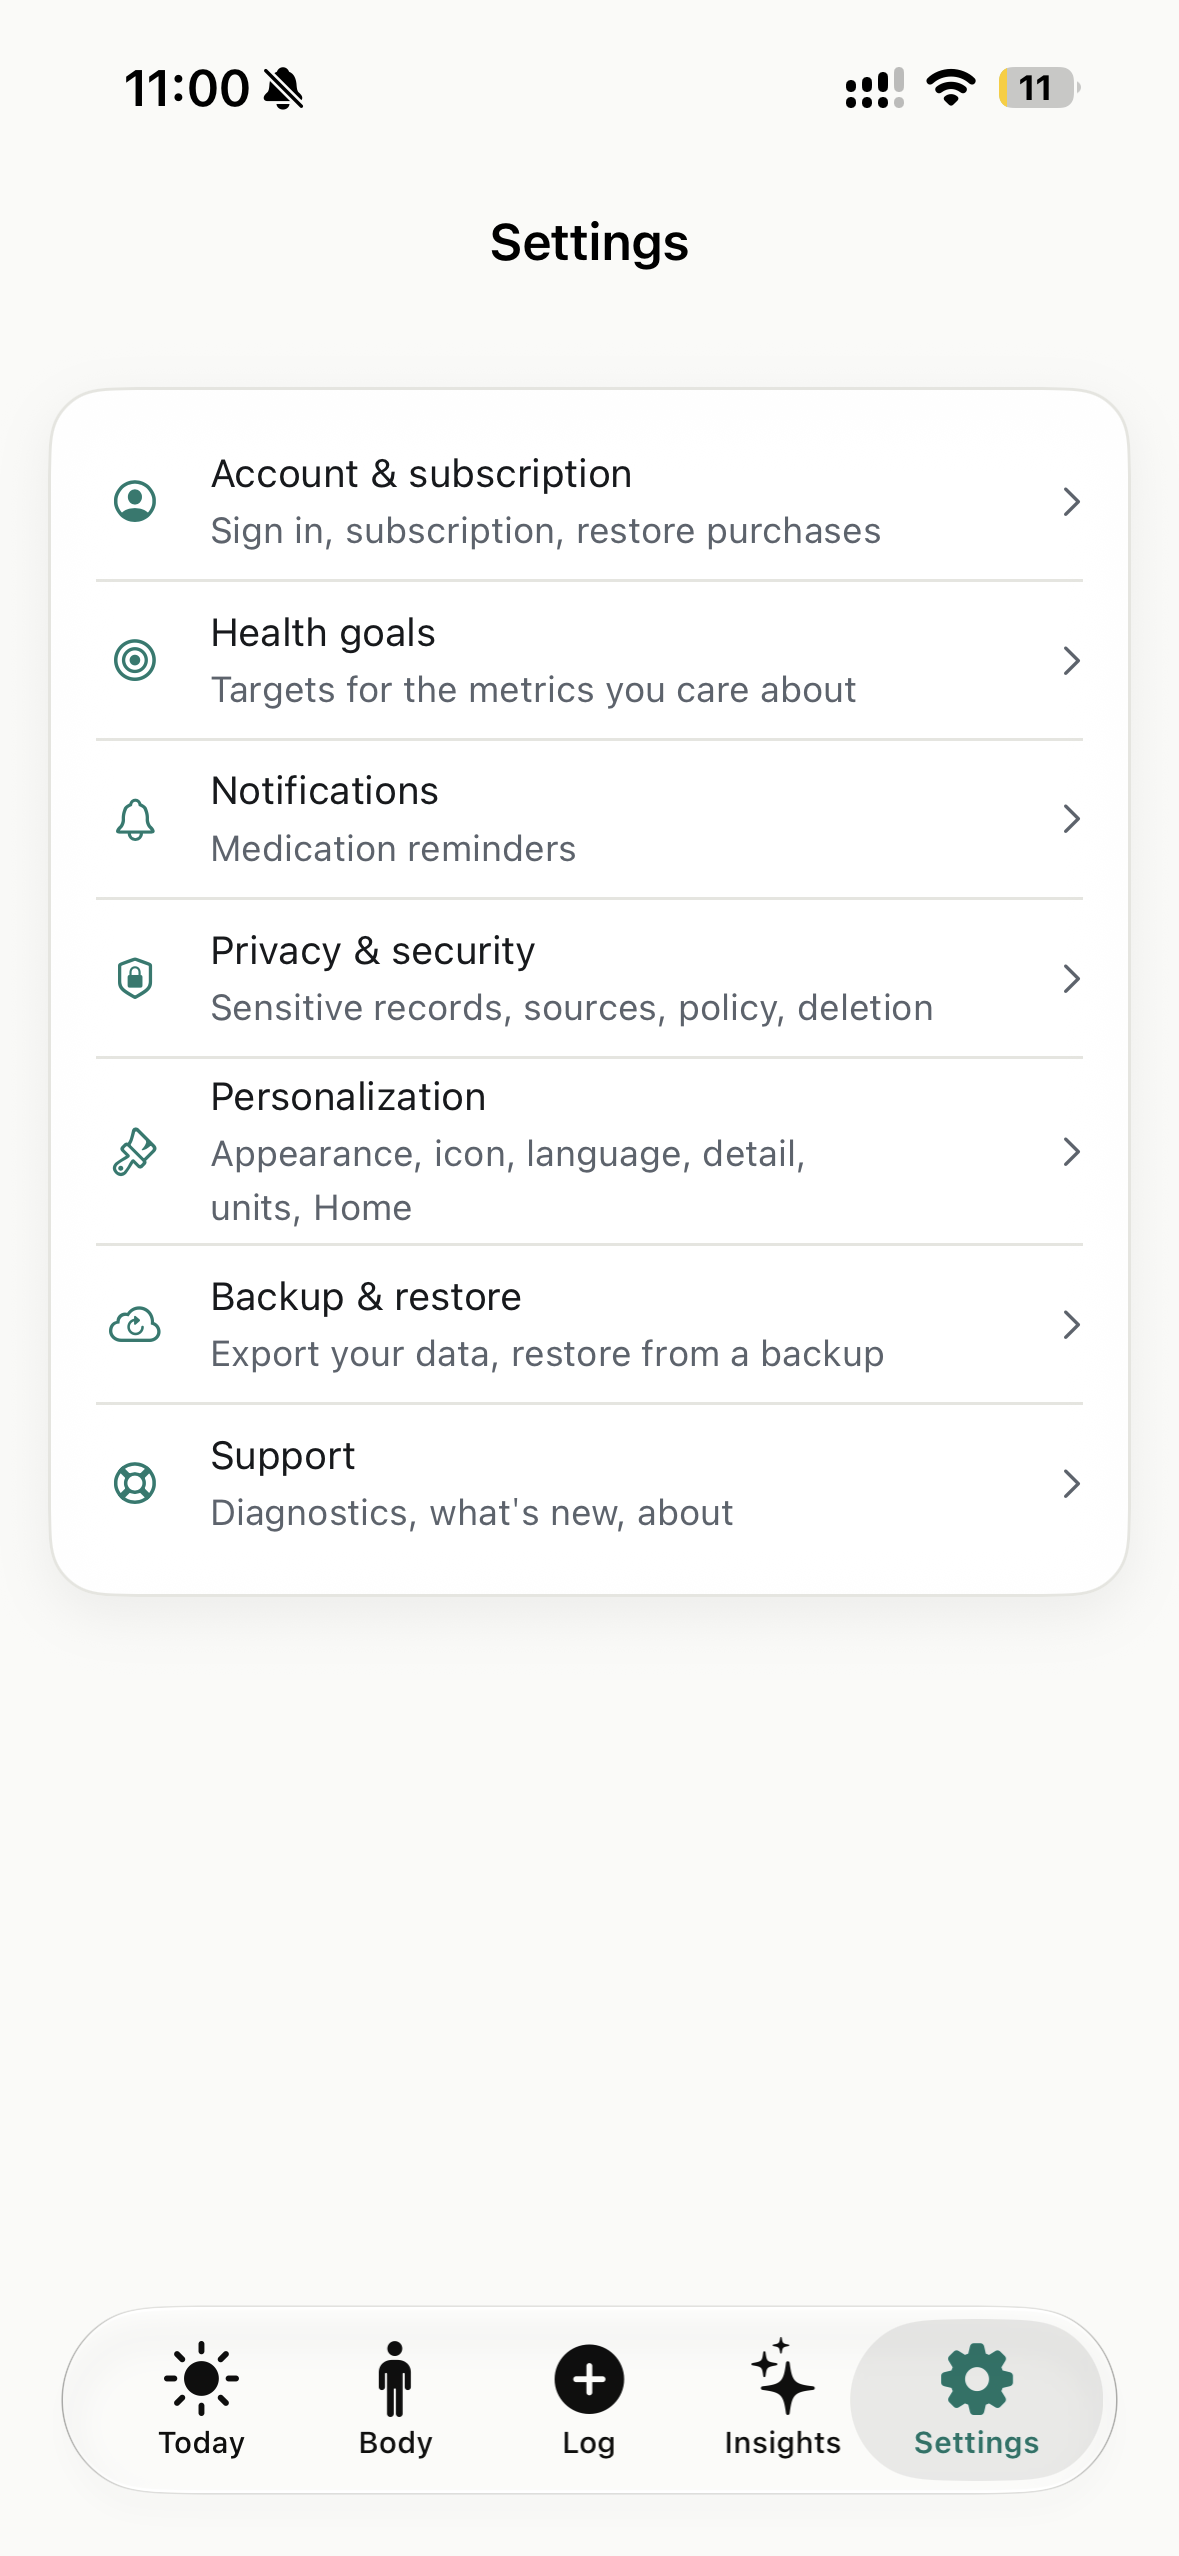 11:00
11
Settings
Account & subscription
Sign in, subscription, restore purchases
Health goals
Targets for the metrics you care about
Notifications
Medication reminders
Privacy & security
Sensitive records, sources, policy, deletion
Personalization
Appearance, icon, language, detail,
units, Home
Backup & restore
Export your data, restore from a backup
Support
Diagnostics, what's new, about
Today
Body
Log
Insights
Settings